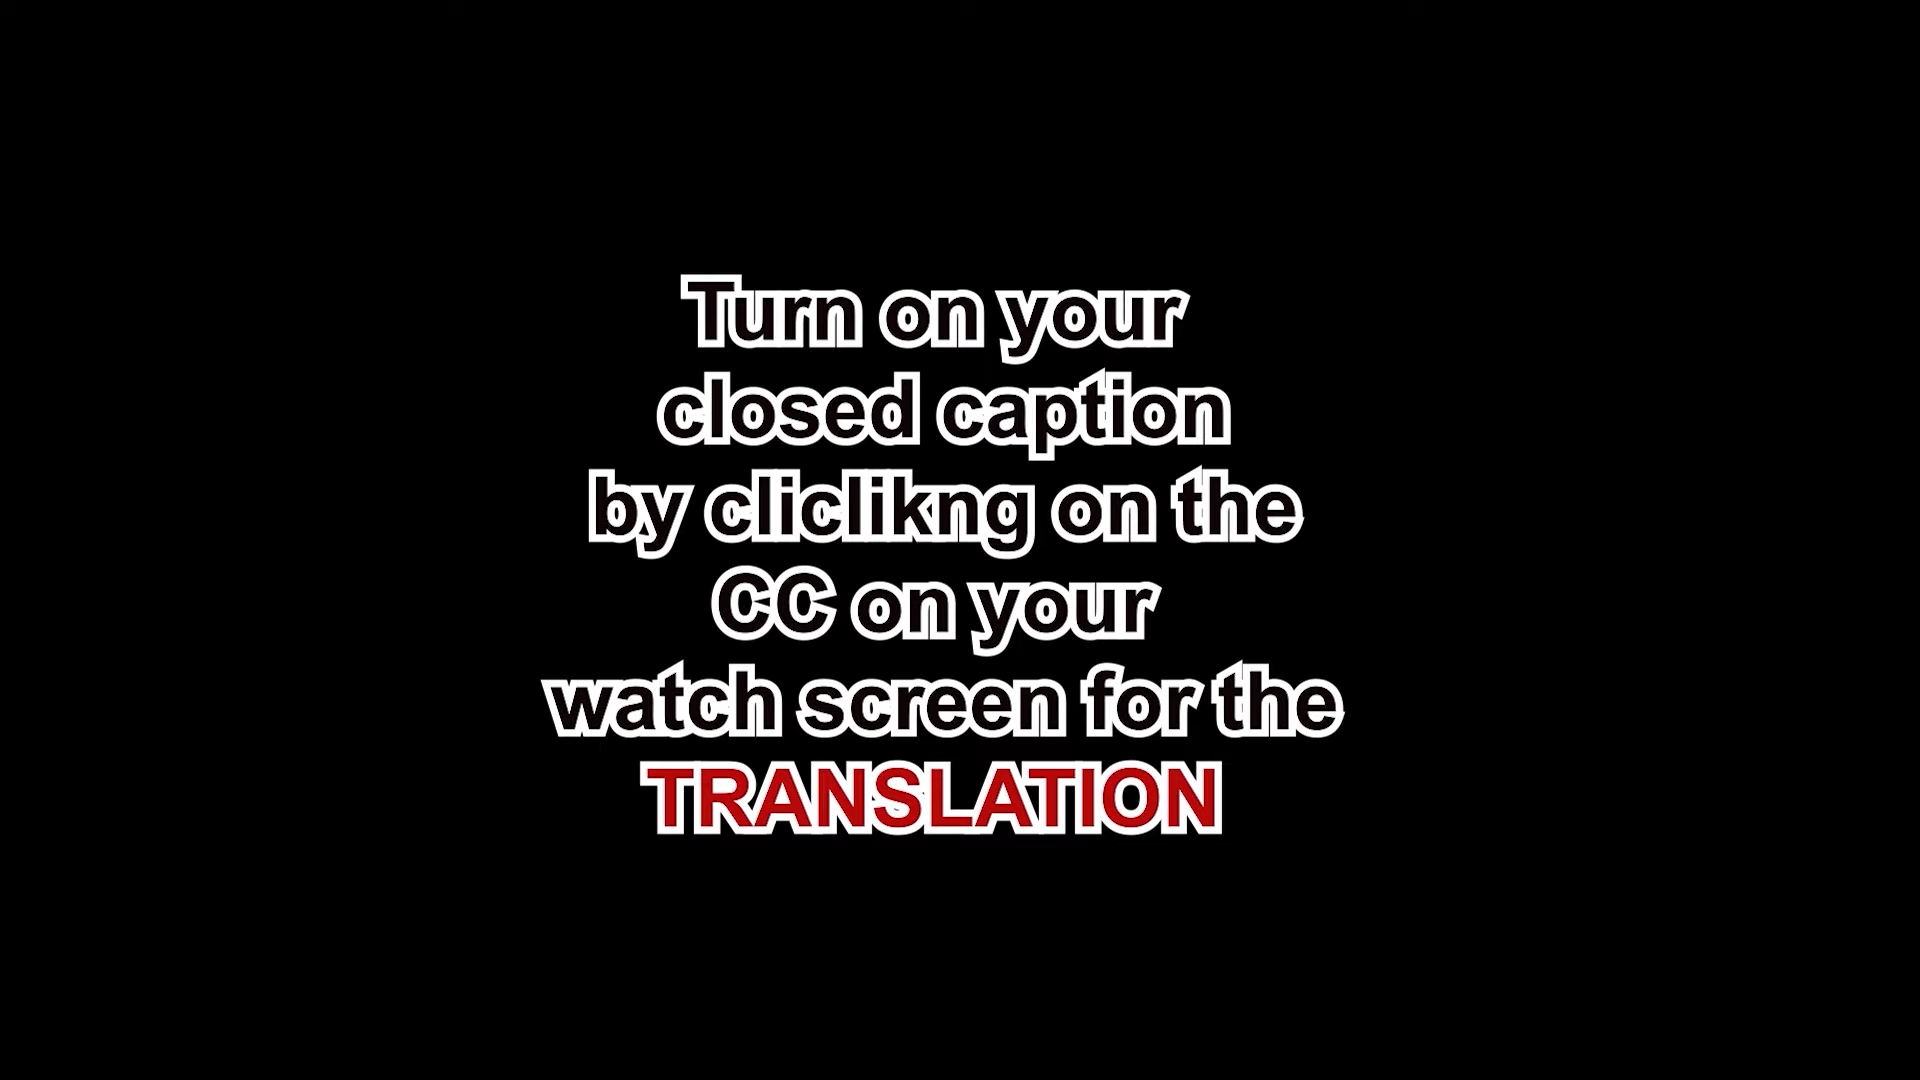 Turn on your
closed caption
by cliclikng on the
CC on your
watch screen for the
TRANSLATION